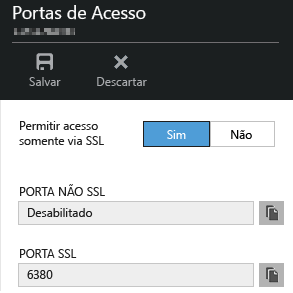 Portas de Acesso
Salvar Descartar
Permitir acesso
somente via SSL
Sim Não
PORTA NÃO SSL
Desabilitado
PORTA SSL
6380